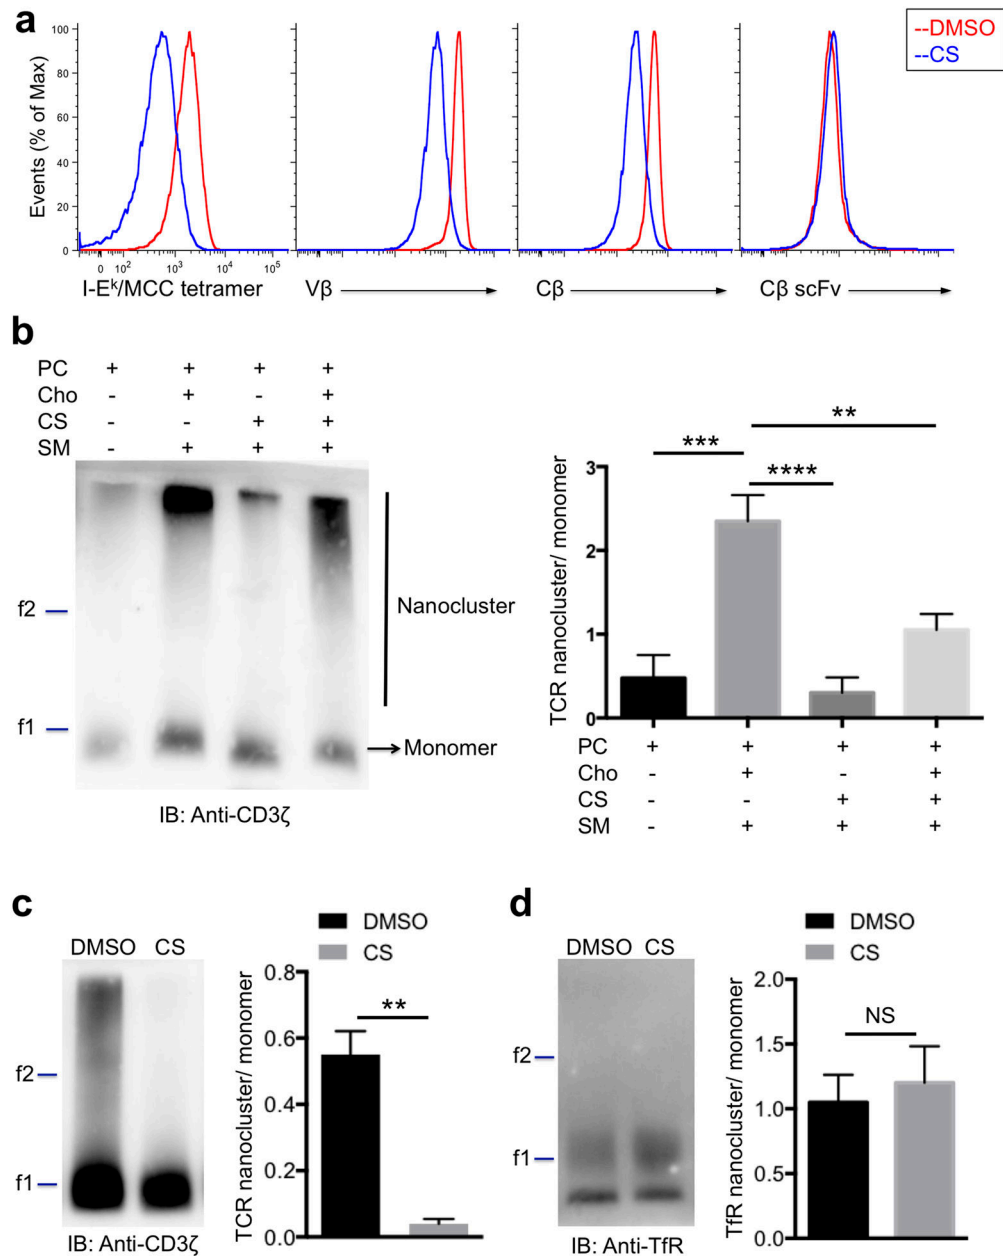 a
--DMSO
--CS
Events (% of Max)
100
80
60
40
20
0
0 10² 10³ 10⁴ 10⁵
I-Eᵏ/MCC tetramer
Vβ
Cβ
Cβ scFv
b
PC + + + +
Cho - + - +
CS - - + +
SM - + + +
f2
f1
Nanocluster
Monomer
IB: Anti-CD3ζ
TCR nanocluster/ monomer
3
2
1
0
***
****
**
PC + + + +
Cho - + - +
CS - - + +
SM - + + +
c
DMSO CS
f2
f1
IB: Anti-CD3ζ
DMSO
CS
TCR nanocluster/ monomer
0.8
0.6
0.4
0.2
0.0
**
d
DMSO CS
f2
f1
IB: Anti-TfR
DMSO
CS
TfR nanocluster/ monomer
2.0
1.5
1.0
0.5
0.0
NS